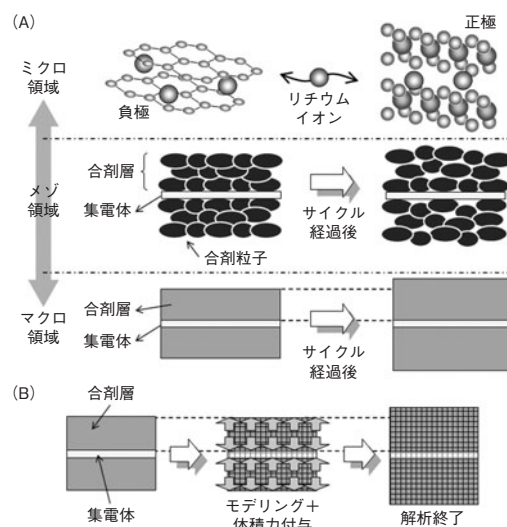 (A)
ミクロ
領域
負極
リチウム
イオン
正極
メゾ
領域
合剤層
集電体
合剤粒子
サイクル
経過後
マクロ
領域
合剤層
集電体
サイクル
経過後
(B)
合剤層
集電体
モデリング＋
体積力付与
解析終了